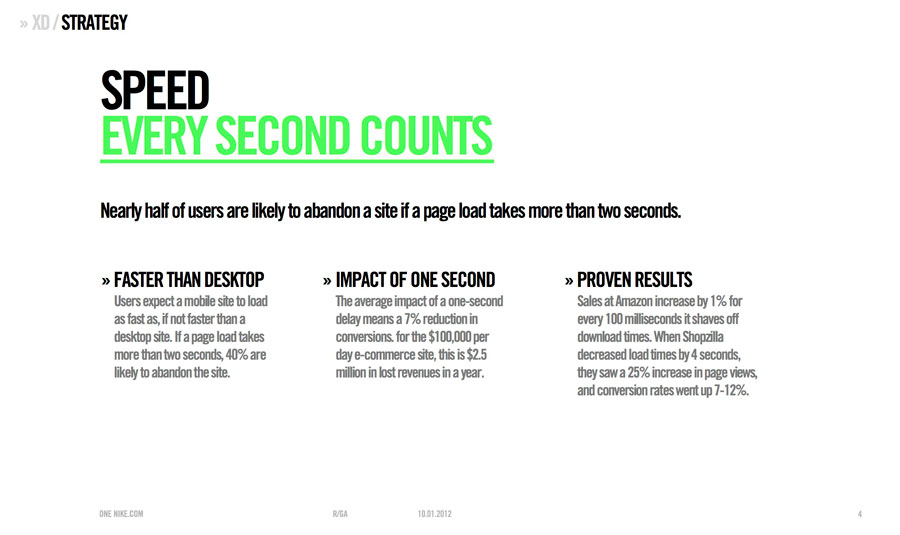 » XD / STRATEGY
SPEED
EVERY SECOND COUNTS
Nearly half of users are likely to abandon a site if a page load takes more than two seconds.
» FASTER THAN DESKTOP
Users expect a mobile site to load
as fast as, if not faster than a
desktop site. If a page load takes
more than two seconds, 40% are
likely to abandon the site.
» IMPACT OF ONE SECOND
The average impact of a one-second
delay means a 7% reduction in
conversions. for the $100,000 per
day e-commerce site, this is $2.5
million in lost revenues in a year.
» PROVEN RESULTS
Sales at Amazon increase by 1% for
every 100 milliseconds it shaves off
download times. When Shopzilla
decreased load times by 4 seconds,
they saw a 25% increase in page views,
and conversion rates went up 7-12%.
ONE NIKE.COM
R/GA
10.01.2012
4